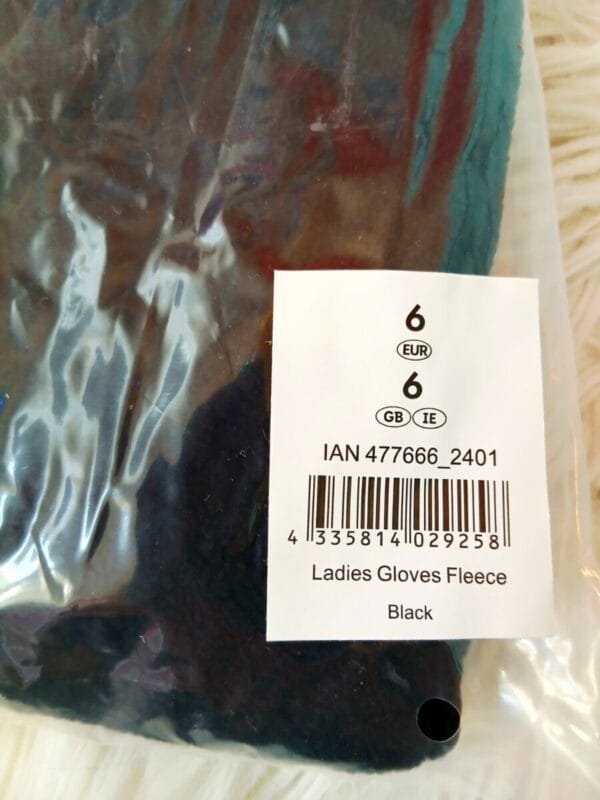 6
EUR
6
GB IE
IAN 477666_2401
4 335814 029258
Ladies Gloves Fleece
Black